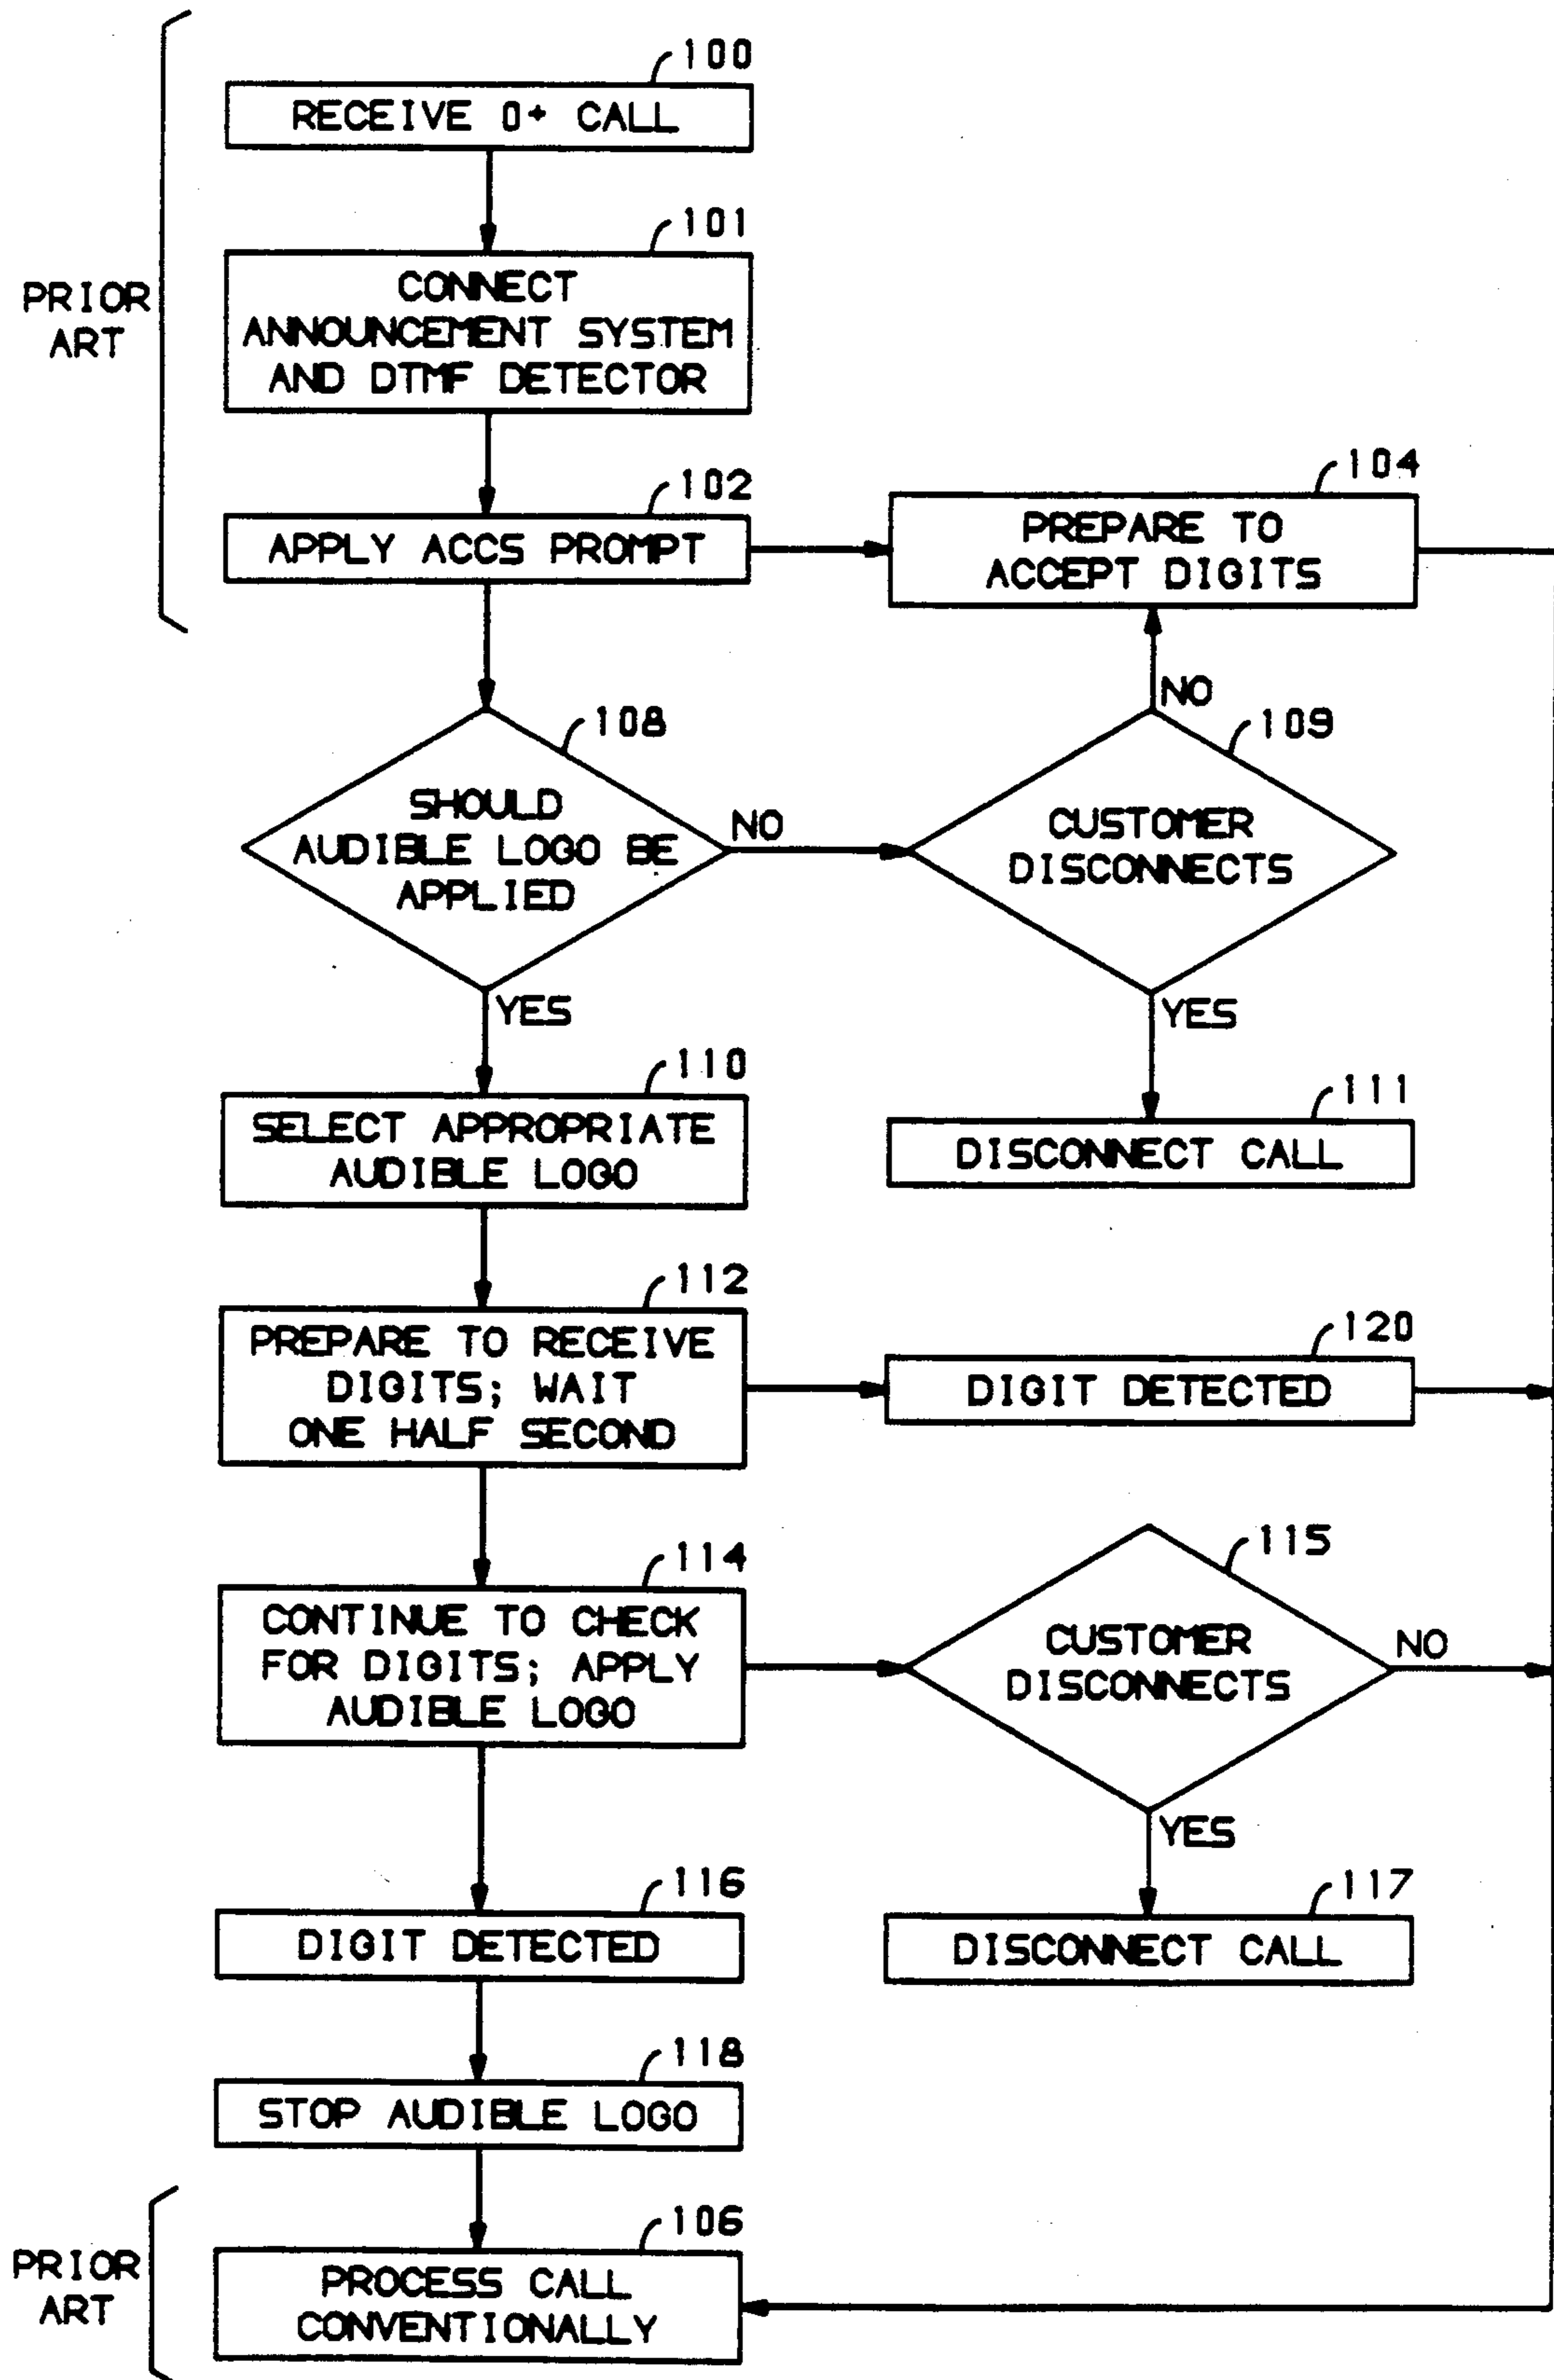 100
RECEIVE 0+ CALL
101
CONNECT
ANNOUNCEMENT SYSTEM
AND DTMF DETECTOR
PRIOR
ART
102
APPLY ACCS PROMPT
104
PREPARE TO
ACCEPT DIGITS
108
SHOULD
AUDIBLE LOGO BE
APPLIED
NO
YES
109
CUSTOMER
DISCONNECTS
NO
YES
110
SELECT APPROPRIATE
AUDIBLE LOGO
111
DISCONNECT CALL
112
PREPARE TO RECEIVE
DIGITS; WAIT
ONE HALF SECOND
120
DIGIT DETECTED
114
CONTINUE TO CHECK
FOR DIGITS; APPLY
AUDIBLE LOGO
115
CUSTOMER
DISCONNECTS
NO
YES
116
DIGIT DETECTED
117
DISCONNECT CALL
118
STOP AUDIBLE LOGO
PRIOR
ART
106
PROCESS CALL
CONVENTIONALLY